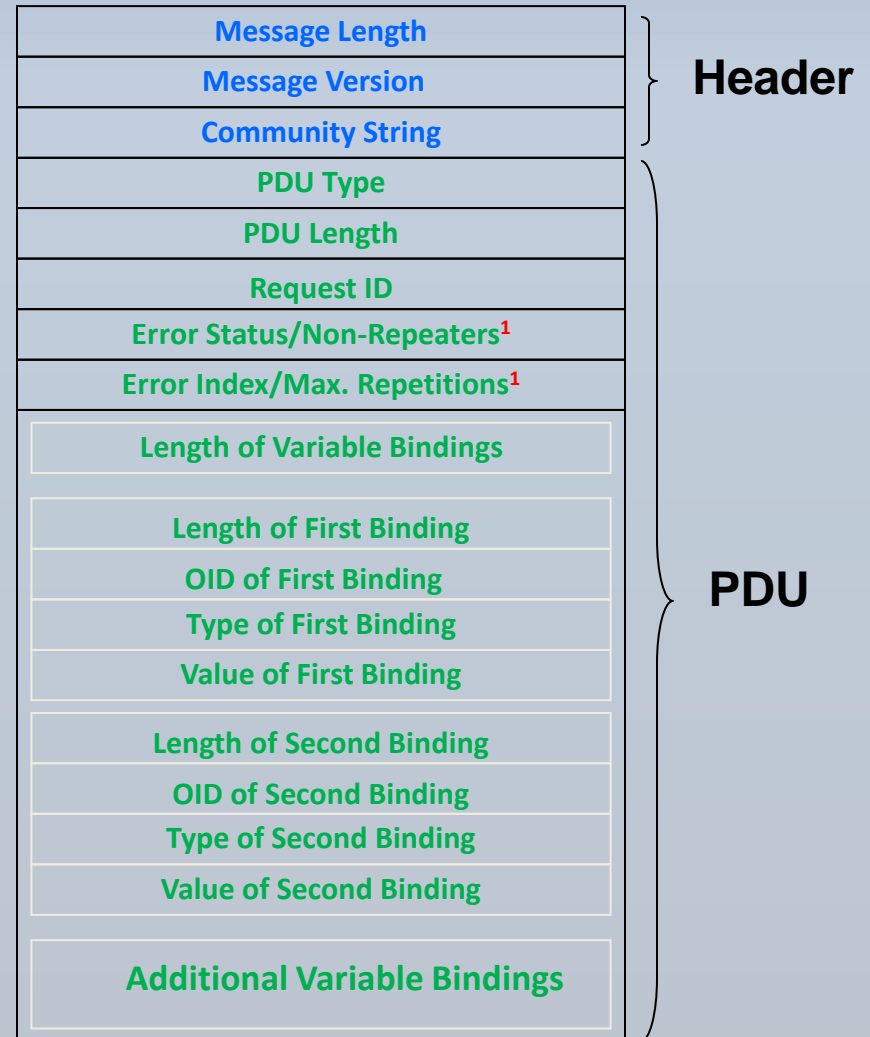 Message Length
Message Version
Header
Community String
PDU Type
PDU Length
Request ID
Error Status/Non-Repeaters¹
Error Index/Max. Repetitions¹
Length of Variable Bindings
Length of First Binding
OID of First Binding
PDU
Type of First Binding
Value of First Binding
Length of Second Binding
OID of Second Binding
Type of Second Binding
Value of Second Binding
Additional Variable Bindings